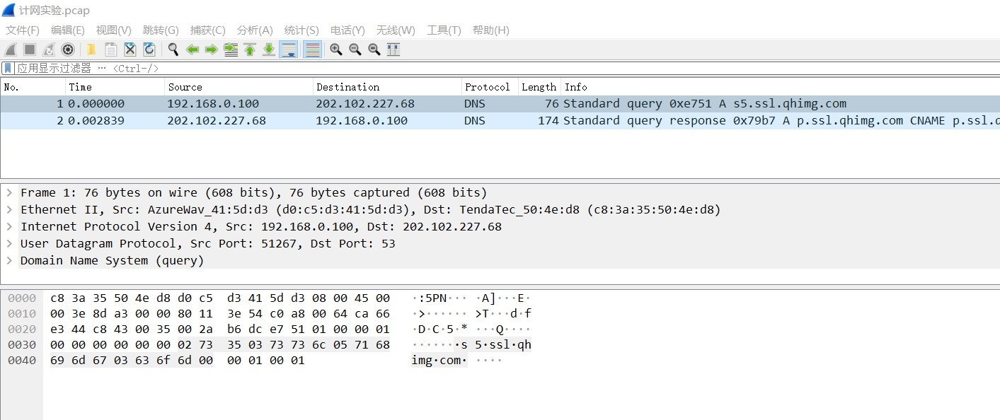 计网实验.pcap
文件(F) 编辑(E) 视图(V) 跳转(G) 捕获(C) 分析(A) 统计(S) 电话(Y) 无线(W) 工具(T) 帮助(H)
应用显示过滤器 … <Ctrl-/>
No. Time Source Destination Protocol Length Info
1 0.000000 192.168.0.100 202.102.227.68 DNS 76 Standard query 0xe751 A s5.ssl.qhimg.com
2 0.002839 202.102.227.68 192.168.0.100 DNS 174 Standard query response 0x79b7 A p.ssl.qhimg.com CNAME p.ssl.q
Frame 1: 76 bytes on wire (608 bits), 76 bytes captured (608 bits)
Ethernet II, Src: AzureWav_41:5d:d3 (d0:c5:d3:41:5d:d3), Dst: TendaTec_50:4e:d8 (c8:3a:35:50:4e:d8)
Internet Protocol Version 4, Src: 192.168.0.100, Dst: 202.102.227.68
User Datagram Protocol, Src Port: 51267, Dst Port: 53
Domain Name System (query)
0000 c8 3a 35 50 4e d8 d0 c5 d3 41 5d d3 08 00 45 00 ·:5PN··· ·A]···E·
0010 00 3e 8d a3 00 00 80 11 3e 54 c0 a8 00 64 ca 66 ·>······ >T···d·f
0020 e3 44 c8 43 00 35 00 2a b6 dc e7 51 01 00 00 01 ·D·C·5·* ···Q····
0030 00 00 00 00 00 00 02 73 35 03 73 73 6c 05 71 68 ·······s 5·ssl·qh
0040 69 6d 67 03 63 6f 6d 00 00 01 00 01 img·com· ····